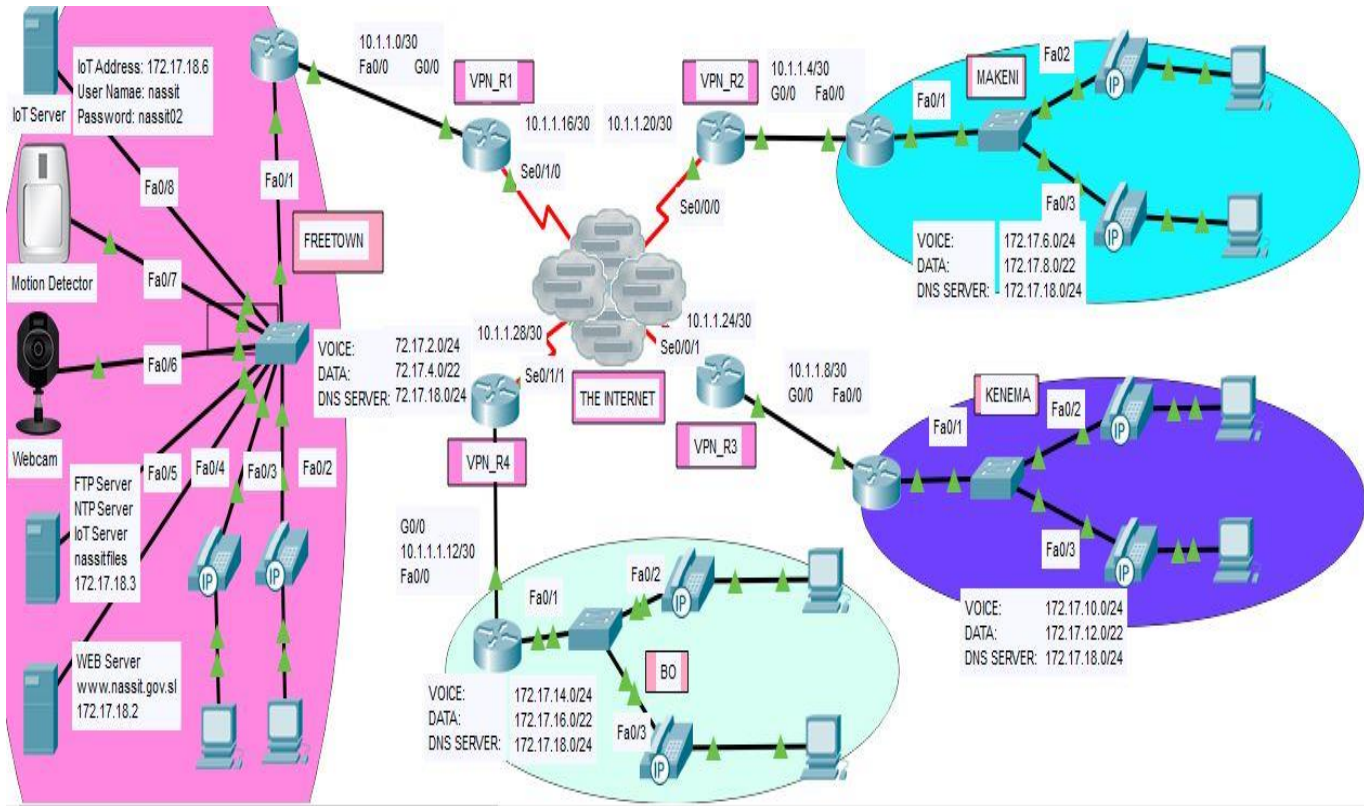 IoT Server
IoT Address: 172.17.18.6
User Namae: nassit
Password: nassit02
Motion Detector
Webcam
Fa0/8
Fa0/7
Fa0/6
Fa0/5
Fa0/4
Fa0/3
Fa0/2
Fa0/1
FREETOWN
FTP Server
NTP Server
IoT Server
nassitfiles
172.17.18.3
WEB Server
www.nassit.gov.sl
172.17.18.2
IP
IP
VOICE: 72.17.2.0/24
DATA: 72.17.4.0/22
DNS SERVER: 72.17.18.0/24
10.1.1.0/30
Fa0/0 G0/0
VPN_R1
10.1.1.16/30
Se0/1/0
VPN_R2
10.1.1.20/30
Se0/0/0
10.1.1.4/30
G0/0 Fa0/0
Fa0/1
MAKENI
Fa02
IP
Fa0/3
IP
VOICE: 172.17.6.0/24
DATA: 172.17.8.0/22
DNS SERVER: 172.17.18.0/24
10.1.1.28/30
Se0/1/1
THE INTERNET
10.1.1.24/30
Se0/0/1
VPN_R3
10.1.1.8/30
G0/0 Fa0/0
Fa0/1
KENEMA
Fa0/2
IP
Fa0/3
IP
VOICE: 172.17.10.0/24
DATA: 172.17.12.0/22
DNS SERVER: 172.17.18.0/24
VPN_R4
G0/0
10.1.1.1.12/30
Fa0/0
Fa0/1
Fa0/2
IP
BO
Fa0/3
IP
VOICE: 172.17.14.0/24
DATA: 172.17.16.0/22
DNS SERVER: 172.17.18.0/24